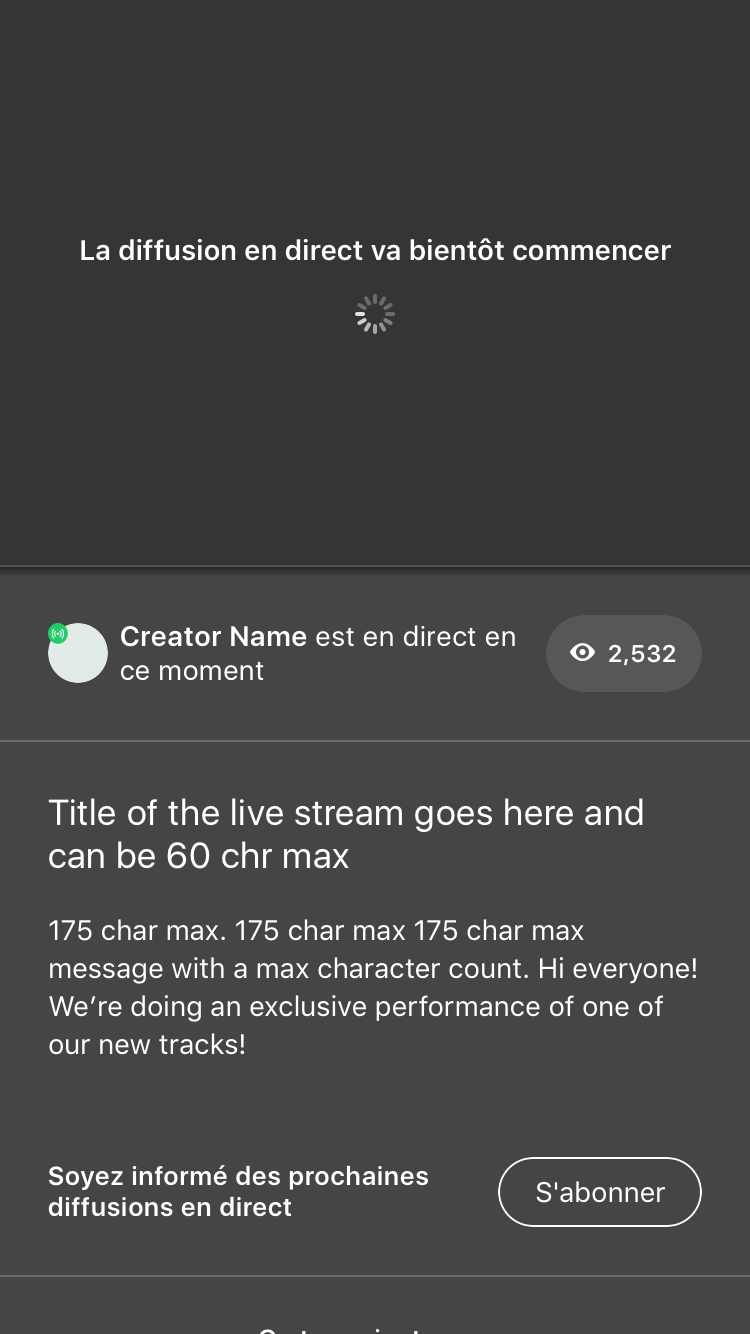 La diffusion en direct va bientôt commencer
Creator Name est en direct en
ce moment
2,532
Title of the live stream goes here and
can be 60 chr max
175 char max. 175 char max 175 char max
message with a max character count. Hi everyone!
We’re doing an exclusive performance of one of
our new tracks!
Soyez informé des prochaines
diffusions en direct
S'abonner